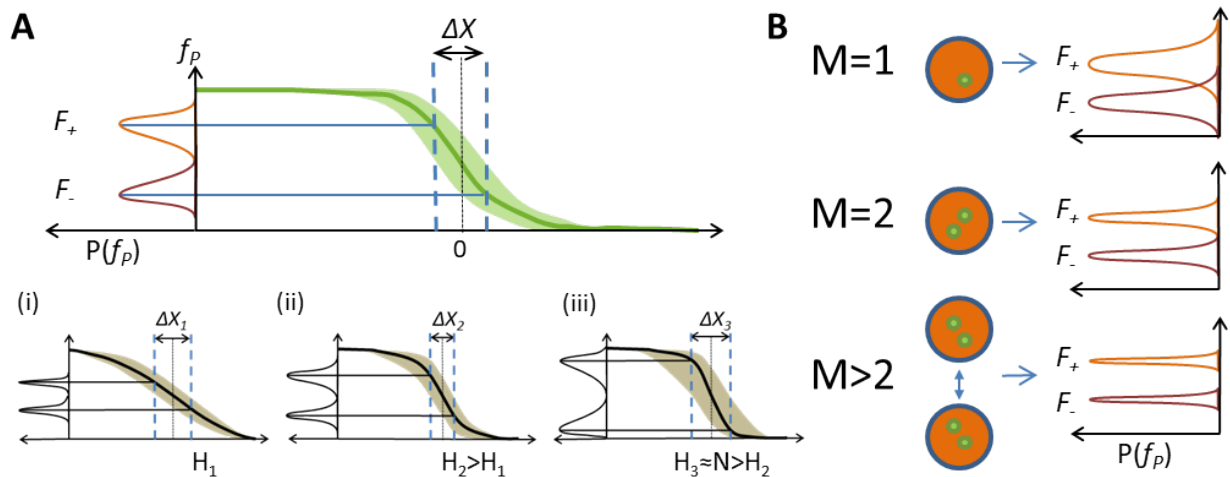 A
ΔX
f_P
F_+
F_-
P(f_P)
0
(i)
ΔX_1
H_1
(ii)
ΔX_2
H_2>H_1
(iii)
ΔX_3
H_3≈N>H_2
B
M=1
F_+
F_-
M=2
F_+
F_-
M>2
F_+
F_-
P(f_P)